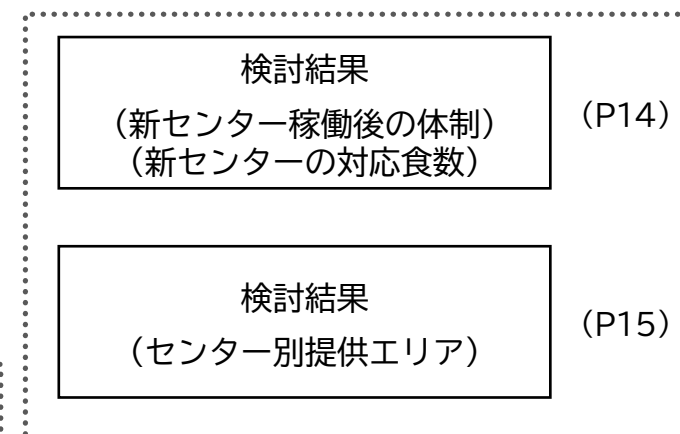 検討結果
（新センター稼働後の体制）
（新センターの対応食数）
（P14）
検討結果
（センター別提供エリア）
（P15）